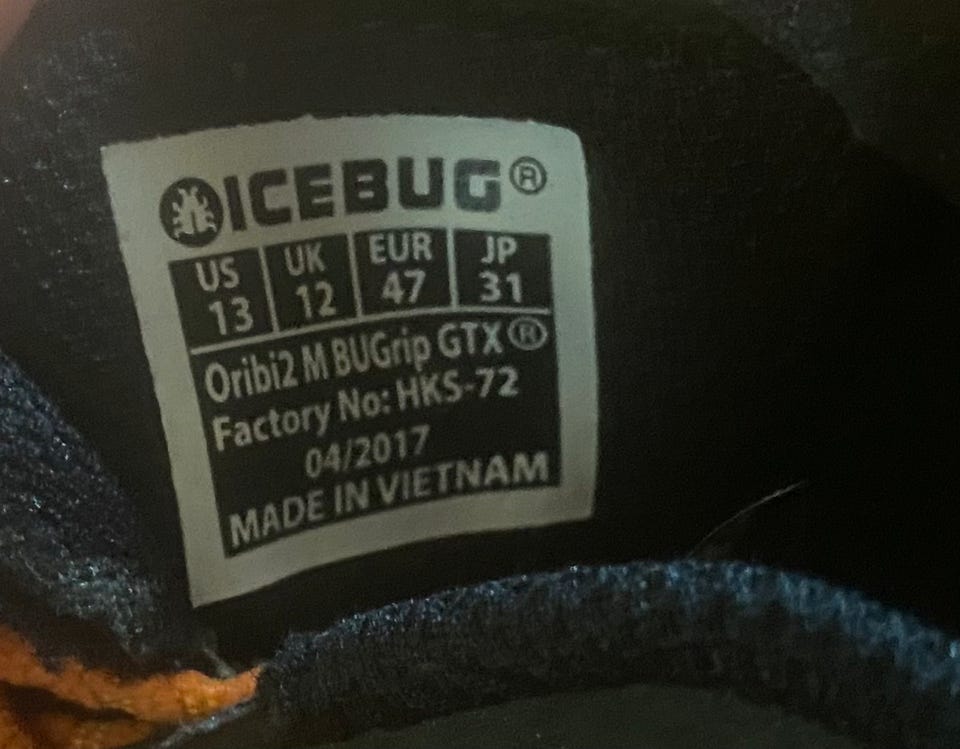 ICEBUG®
US UK EUR JP
13 12 47 31
Oribi2 M BUGrip GTX®
Factory No: HKS-72
04/2017
MADE IN VIETNAM